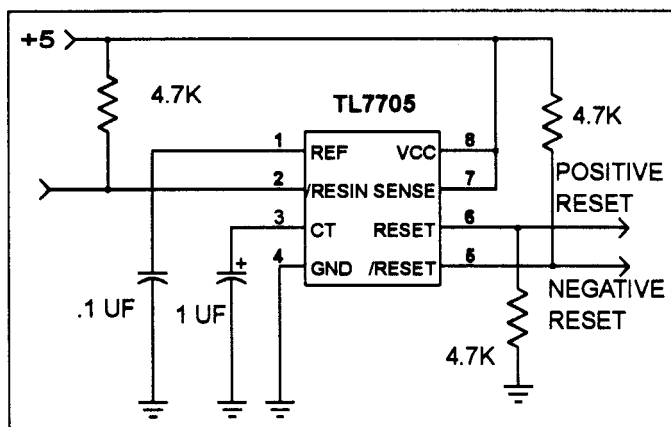 +5
4.7K
TL7705
4.7K
1 REF VCC 8
2 /RESIN SENSE 7
3 CT RESET 6
4 GND /RESET 5
POSITIVE
RESET
NEGATIVE
RESET
+
.1 UF
1 UF
4.7K